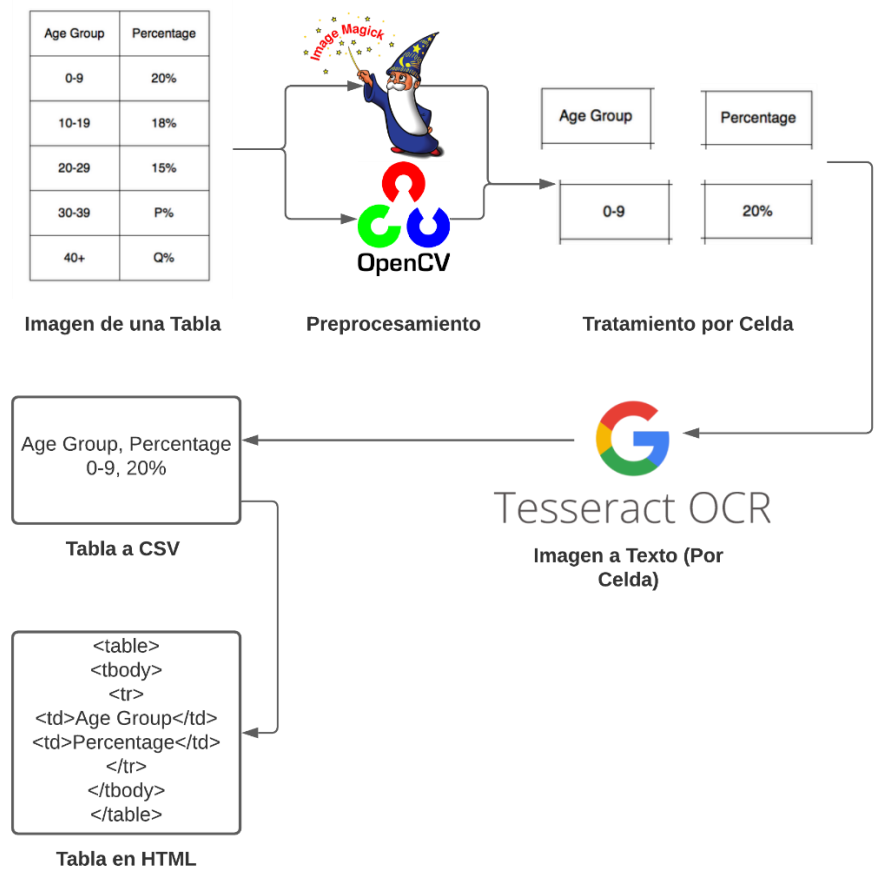 Age Group Percentage
0-9 20%
10-19 18%
20-29 15%
30-39 P%
40+ Q%
Imagen de una Tabla
Image Magick
OpenCV
Preprocesamiento
Age Group Percentage
0-9 20%
Tratamiento por Celda
Tesseract OCR
Imagen a Texto (Por
Celda)
Age Group, Percentage
0-9, 20%
Tabla a CSV
<table>
<tbody>
<tr>
<td>Age Group</td>
<td>Percentage</td>
</tr>
</tbody>
</table>
Tabla en HTML